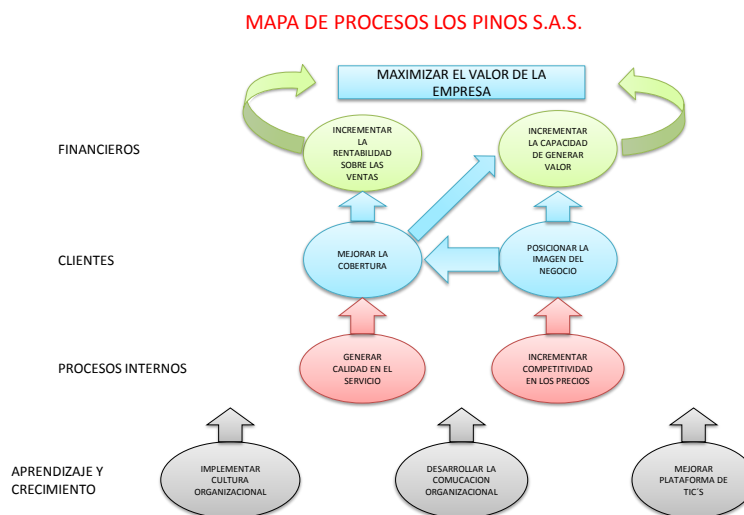 MAPA DE PROCESOS LOS PINOS S.A.S.
MAXIMIZAR EL VALOR DE LA
EMPRESA
FINANCIEROS
INCREMENTAR
LA
RENTABILIDAD
SOBRE LAS
VENTAS
INCREMENTAR
LA CAPACIDAD
DE GENERAR
VALOR
CLIENTES
MEJORAR LA
COBERTURA
POSICIONAR LA
IMAGEN DEL
NEGOCIO
PROCESOS INTERNOS
GENERAR
CALIDAD EN EL
SERVICIO
INCREMENTAR
COMPETITIVIDAD
EN LOS PRECIOS
APRENDIZAJE Y
CRECIMIENTO
IMPLEMENTAR
CULTURA
ORGANIZACIONAL
DESARROLLAR LA
COMUCACION
ORGANIZACIONAL
MEJORAR
PLATAFORMA DE
TIC´S